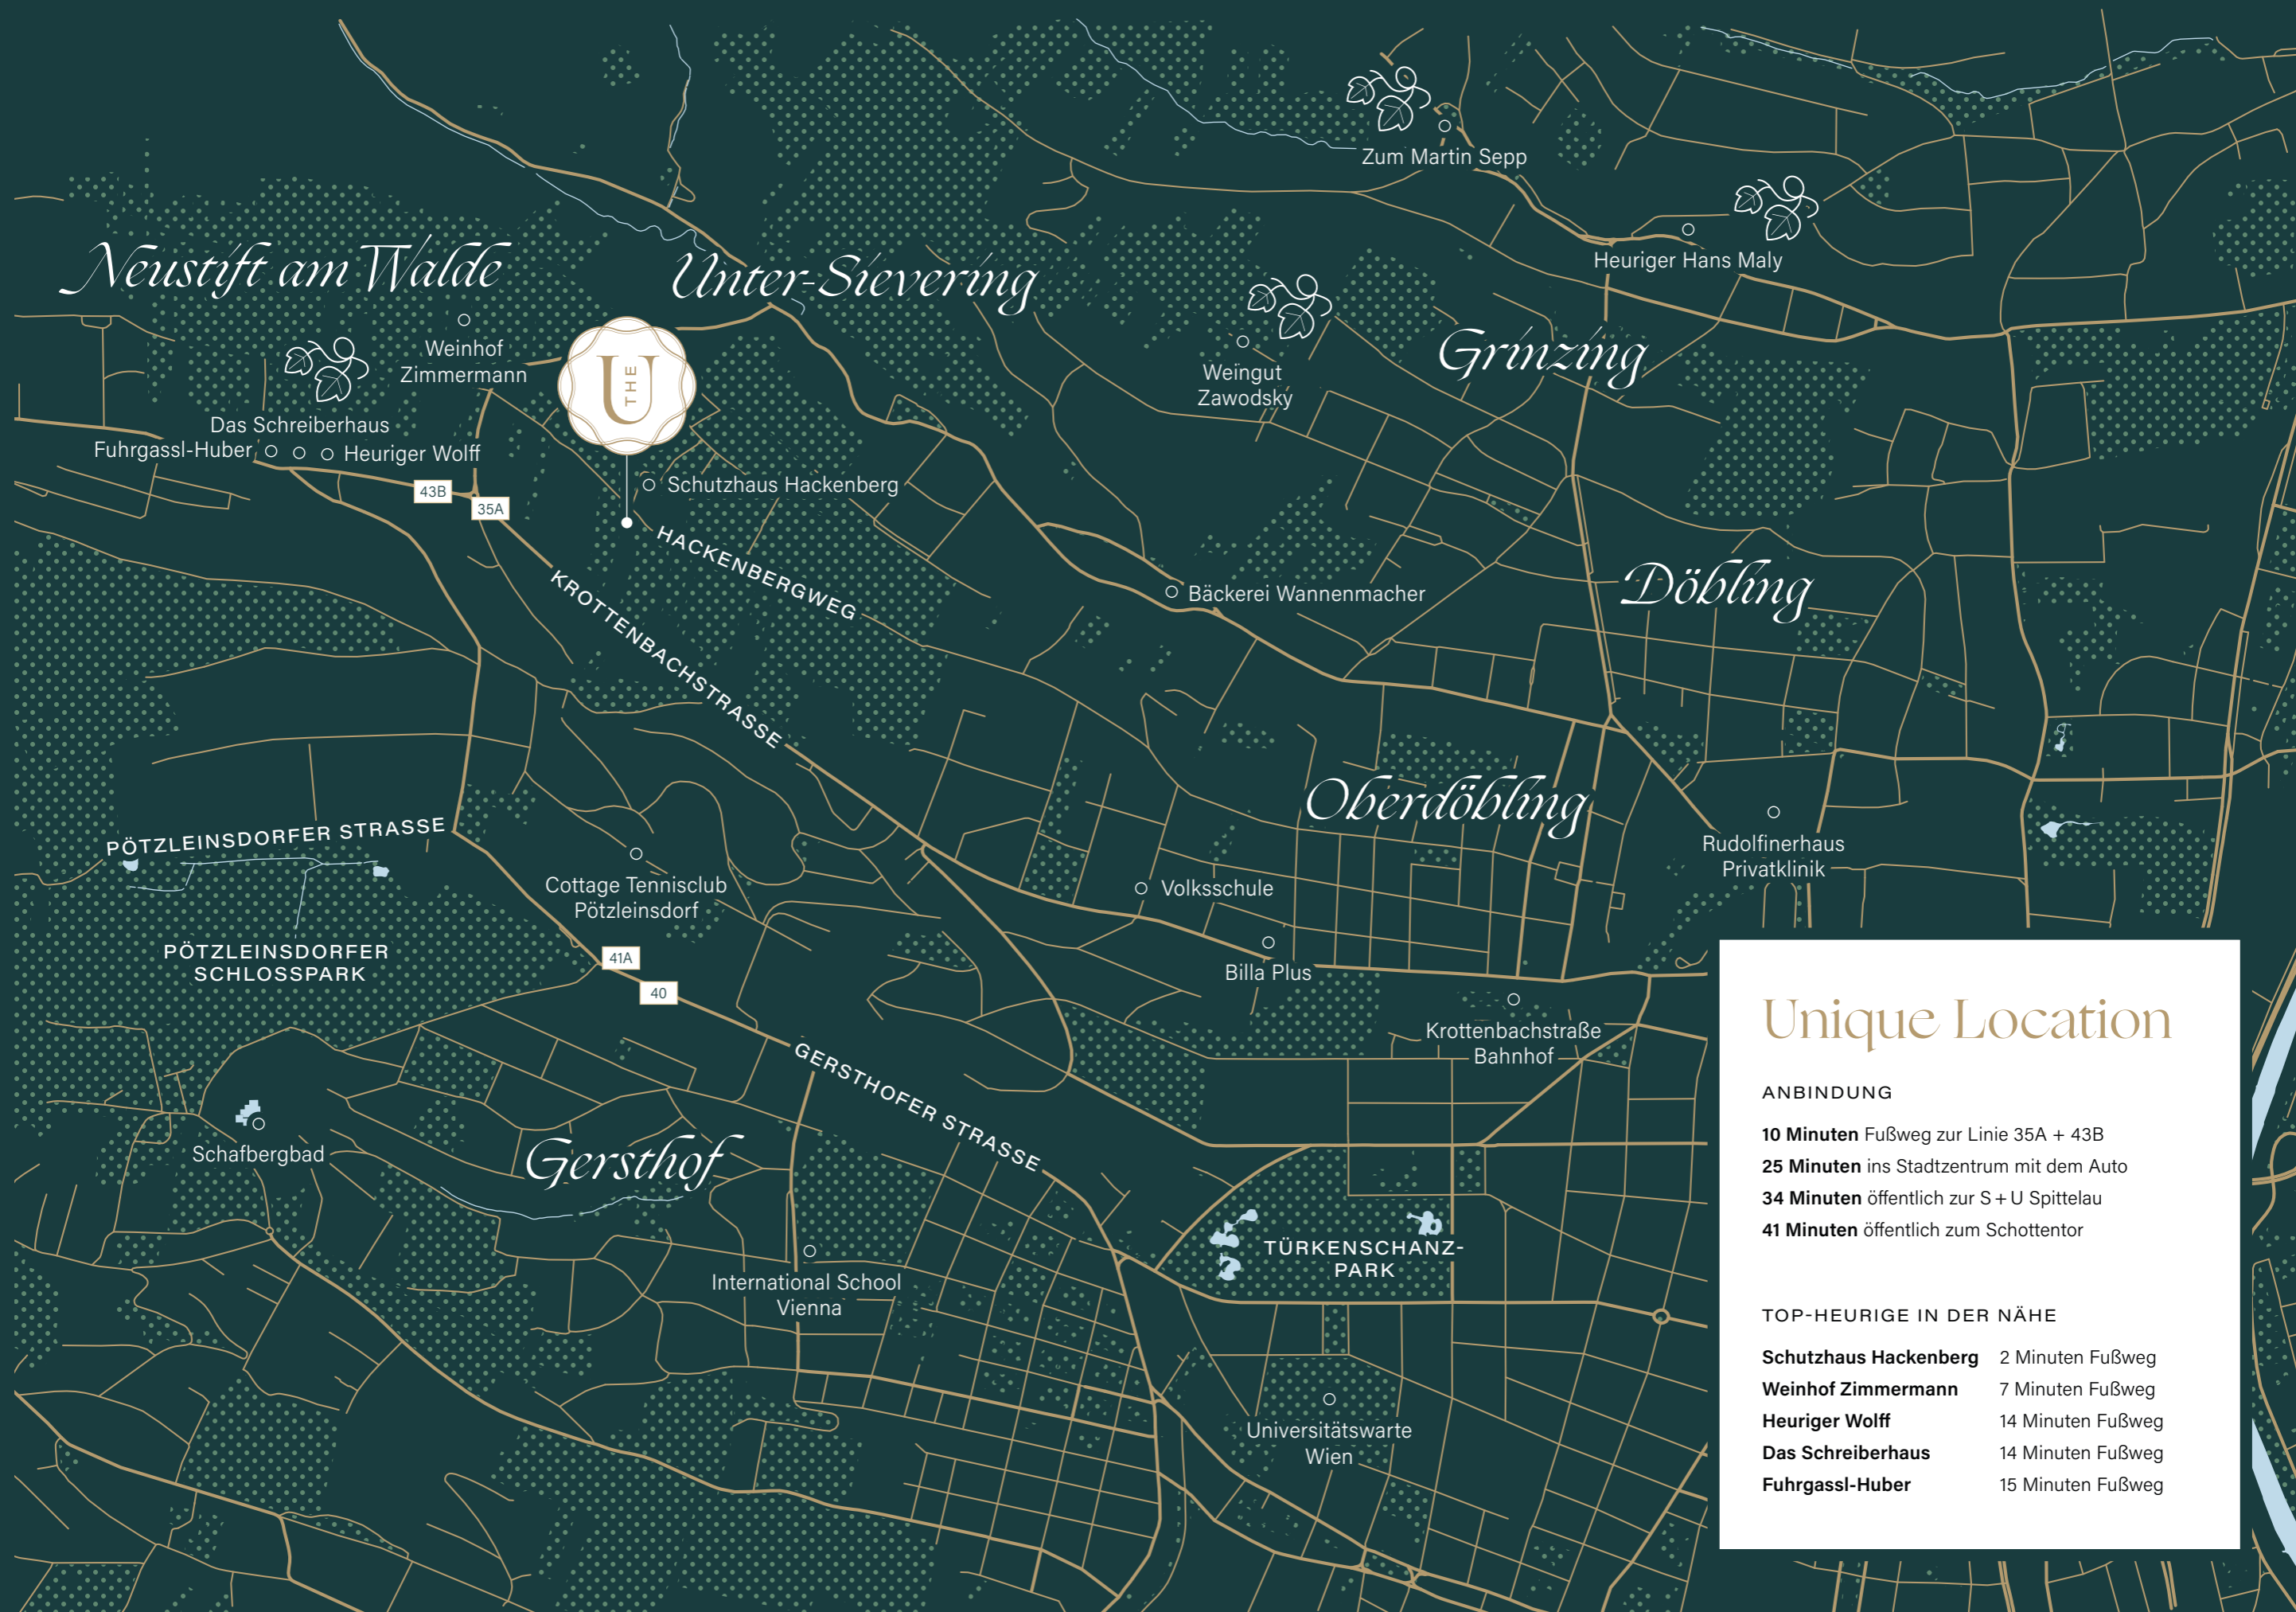 Zum Martin Sepp
Heuriger Hans Maly
Neustift am Walde
Unter-Sievering
Weinhof
Zimmermann
THE U
Weingut
Zawodsky
Grinzing
Das Schreiberhaus
Fuhrgassl-Huber
Heuriger Wolff
43B
35A
Schutzhaus Hackenberg
HACKENBERGWEG
KROTTENBACHSTRASSE
Bäckerei Wannenmacher
Döbling
Oberdöbling
PÖTZLEINSDORFER STRASSE
Rudolfinerhaus
Privatklinik
Cottage Tennisclub
Pötzleinsdorf
Volksschule
PÖTZLEINSDORFER
SCHLOSSPARK
41A
40
Billa Plus
Krottenbachstraße
Bahnhof
GERSTHOFER STRASSE
Schafbergbad
Gersthof
TÜRKENSCHANZ-
PARK
International School
Vienna
Universitätswarte
Wien
Unique Location
ANBINDUNG
10 Minuten Fußweg zur Linie 35A + 43B
25 Minuten ins Stadtzentrum mit dem Auto
34 Minuten öffentlich zur S + U Spittelau
41 Minuten öffentlich zum Schottentor
TOP-HEURIGE IN DER NÄHE
Schutzhaus Hackenberg 2 Minuten Fußweg
Weinhof Zimmermann 7 Minuten Fußweg
Heuriger Wolff 14 Minuten Fußweg
Das Schreiberhaus 14 Minuten Fußweg
Fuhrgassl-Huber 15 Minuten Fußweg